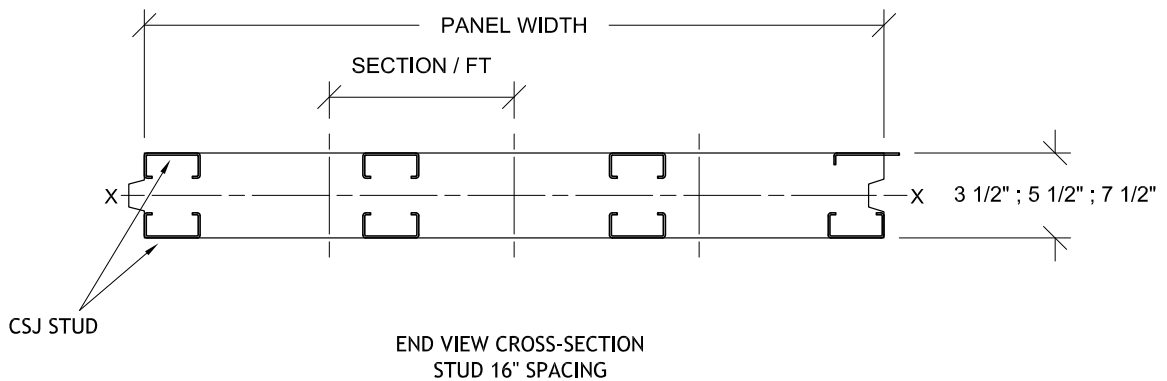 PANEL WIDTH
SECTION / FT
X
X
3 1/2" ; 5 1/2" ; 7 1/2"
CSJ STUD
END VIEW CROSS-SECTION
STUD 16" SPACING